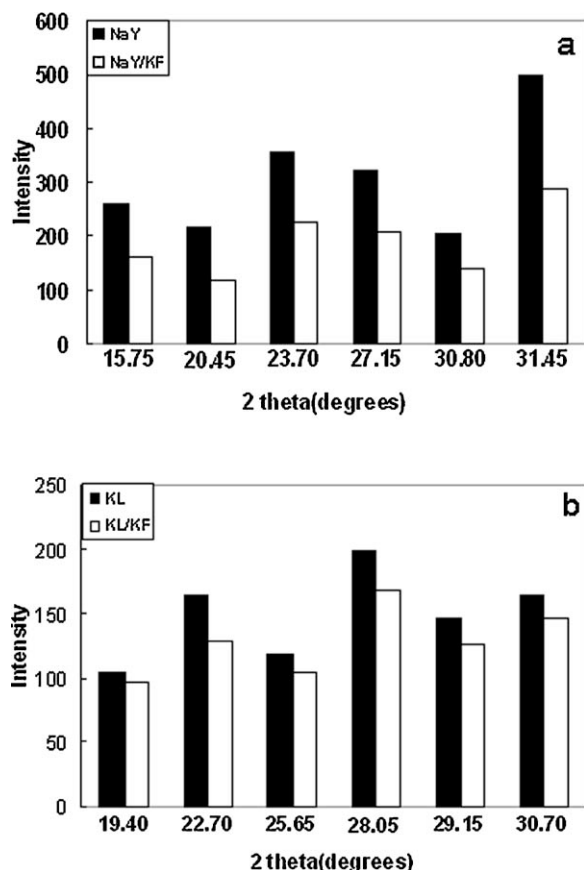 600
a
NaY
NaY/KF
500
400
300
200
100
0
Intensity
15.75 20.45 23.70 27.15 30.80 31.45
2 theta(degrees)
250
b
KL
KL/KF
200
150
100
50
0
Intensity
19.40 22.70 25.65 28.05 29.15 30.70
2 theta(degrees)